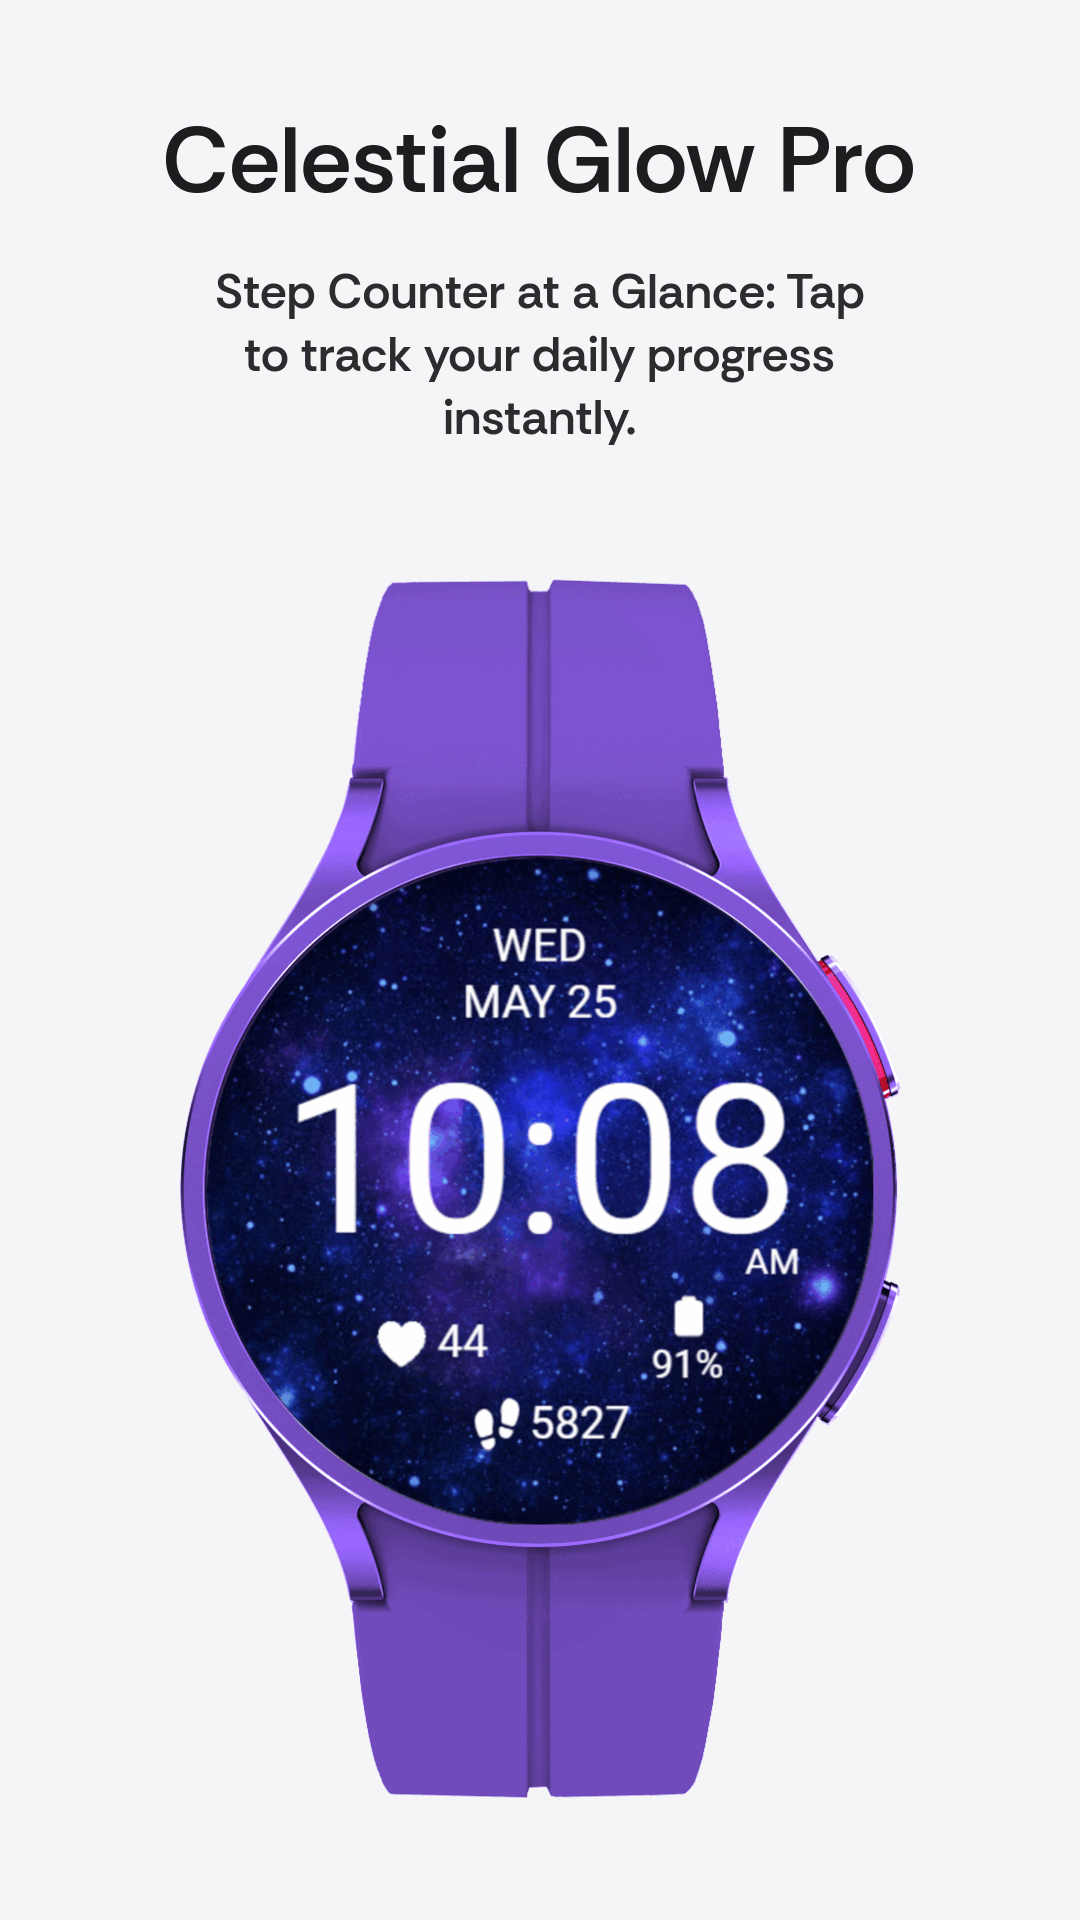 Celestial Glow Pro
Step Counter at a Glance: Tap
to track your daily progress
instantly.
WED
MAY 25
10:08
AM
44
91%
5827